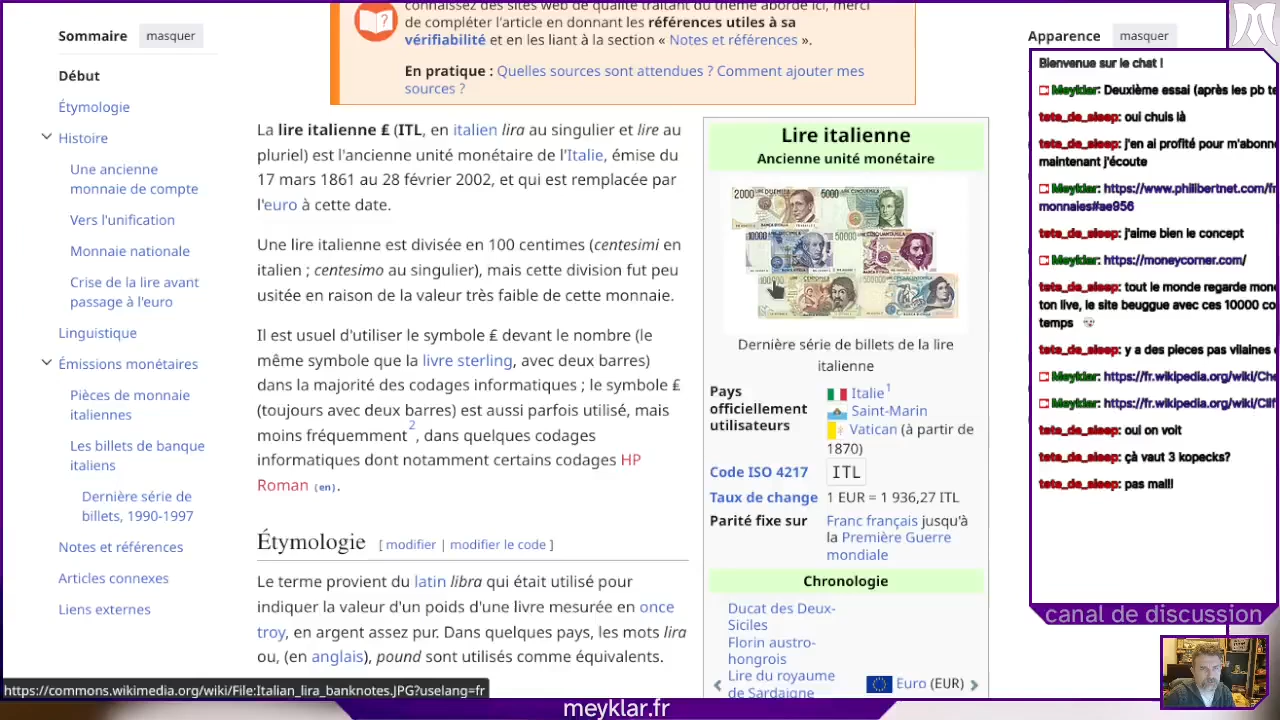 connaissez des sites web de qualité traitant du thème abordé ici, merci
de compléter l'article en donnant les références utiles à sa
vérifiabilité et en les liant à la section « Notes et références ».
En pratique : Quelles sources sont attendues ? Comment ajouter mes
sources ?
Sommaire masquer
Début
Étymologie
Histoire
Une ancienne
monnaie de compte
Vers l'unification
Monnaie nationale
Crise de la lire avant
passage à l'euro
Linguistique
Émissions monétaires
Pièces de monnaie
italiennes
Les billets de banque
italiens
Dernière série de
billets, 1990-1997
Notes et références
Articles connexes
Liens externes
La lire italienne ₤ (ITL, en italien lira au singulier et lire au
pluriel) est l'ancienne unité monétaire de l'Italie, émise du
17 mars 1861 au 28 février 2002, et qui est remplacée par
l'euro à cette date.
Une lire italienne est divisée en 100 centimes (centesimi en
italien ; centesimo au singulier), mais cette division fut peu
usitée en raison de la valeur très faible de cette monnaie.
Il est usuel d'utiliser le symbole ₤ devant le nombre (le
même symbole que la livre sterling, avec deux barres)
dans la majorité des codages informatiques ; le symbole ₤
(toujours avec deux barres) est aussi parfois utilisé, mais
moins fréquemment2, dans quelques codages
informatiques dont notamment certains codages HP
Roman (en).
Étymologie [ modifier | modifier le code ]
Le terme provient du latin libra qui était utilisé pour
indiquer la valeur d'un poids d'une livre mesurée en once
troy, en argent assez pur. Dans quelques pays, les mots lira
ou, (en anglais), pound sont utilisés comme équivalents.
Lire italienne
Ancienne unité monétaire
2000
5000
50000
Dernière série de billets de la lire
italienne
Pays
officiellement
utilisateurs
Italie1
Saint-Marin
Vatican (à partir de
1870)
Code ISO 4217 ITL
Taux de change 1 EUR = 1 936,27 ITL
Parité fixe sur Franc français jusqu'à
la Première Guerre
mondiale
Chronologie
Ducat des Deux-
Siciles
Florin austro-
hongrois
Lire du royaume
de Sardaigne
Euro (EUR)
Apparence masquer
Bienvenue sur le chat !
Meyklar: Deuxième essai (après les pb te
tete_de_sleep: oui chuis là
tete_de_sleep: j'en ai profité pour m'abonn
maintenant j'écoute
Meyklar: https://www.philibertnet.com/fr
monnaies#ae956
tete_de_sleep: j'aime bien le concept
Meyklar: https://moneycorner.com/
tete_de_sleep: tout le monde regarde mone
ton live, le site beuggue avec ces 10000 co
temps
tete_de_sleep: y a des pieces pas vilaines
Meyklar: https://fr.wikipedia.org/wiki/Che
Meyklar: https://fr.wikipedia.org/wiki/Clif
tete_de_sleep: oui on voit
tete_de_sleep: çà vaut 3 kopecks?
tete_de_sleep: pas mal!!
canal de discussion
https://commons.wikimedia.org/wiki/File:Italian_lira_banknotes.JPG?uselang=fr
meyklar.fr